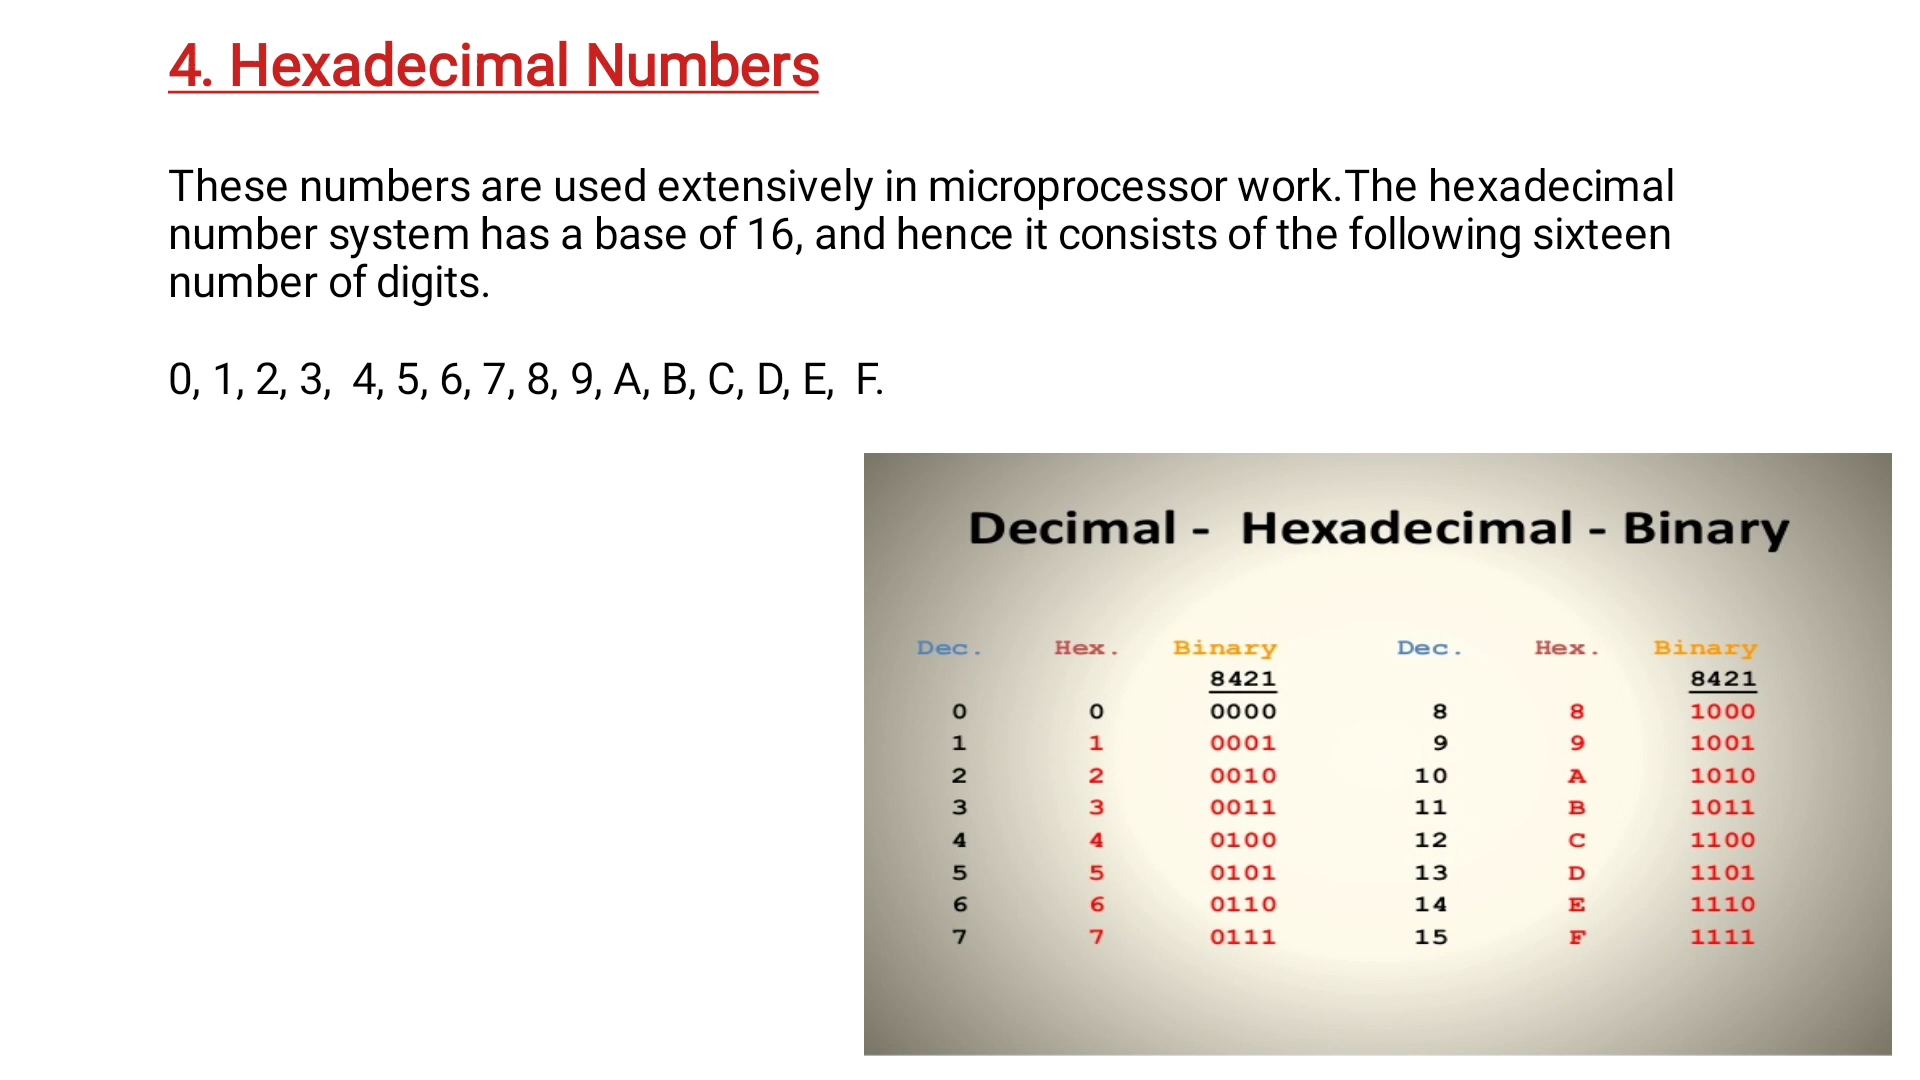 4. Hexadecimal Numbers
These numbers are used extensively in microprocessor work.The hexadecimal
number system has a base of 16, and hence it consists of the following sixteen
number of digits.
0, 1, 2, 3,  4, 5, 6, 7, 8, 9, A, B, C, D, E,  F.
Decimal -  Hexadecimal - Binary
Dec. Hex. Binary Dec. Hex. Binary
8421 8421
0 0 0000 8 8 1000
1 1 0001 9 9 1001
2 2 0010 10 A 1010
3 3 0011 11 B 1011
4 4 0100 12 C 1100
5 5 0101 13 D 1101
6 6 0110 14 E 1110
7 7 0111 15 F 1111